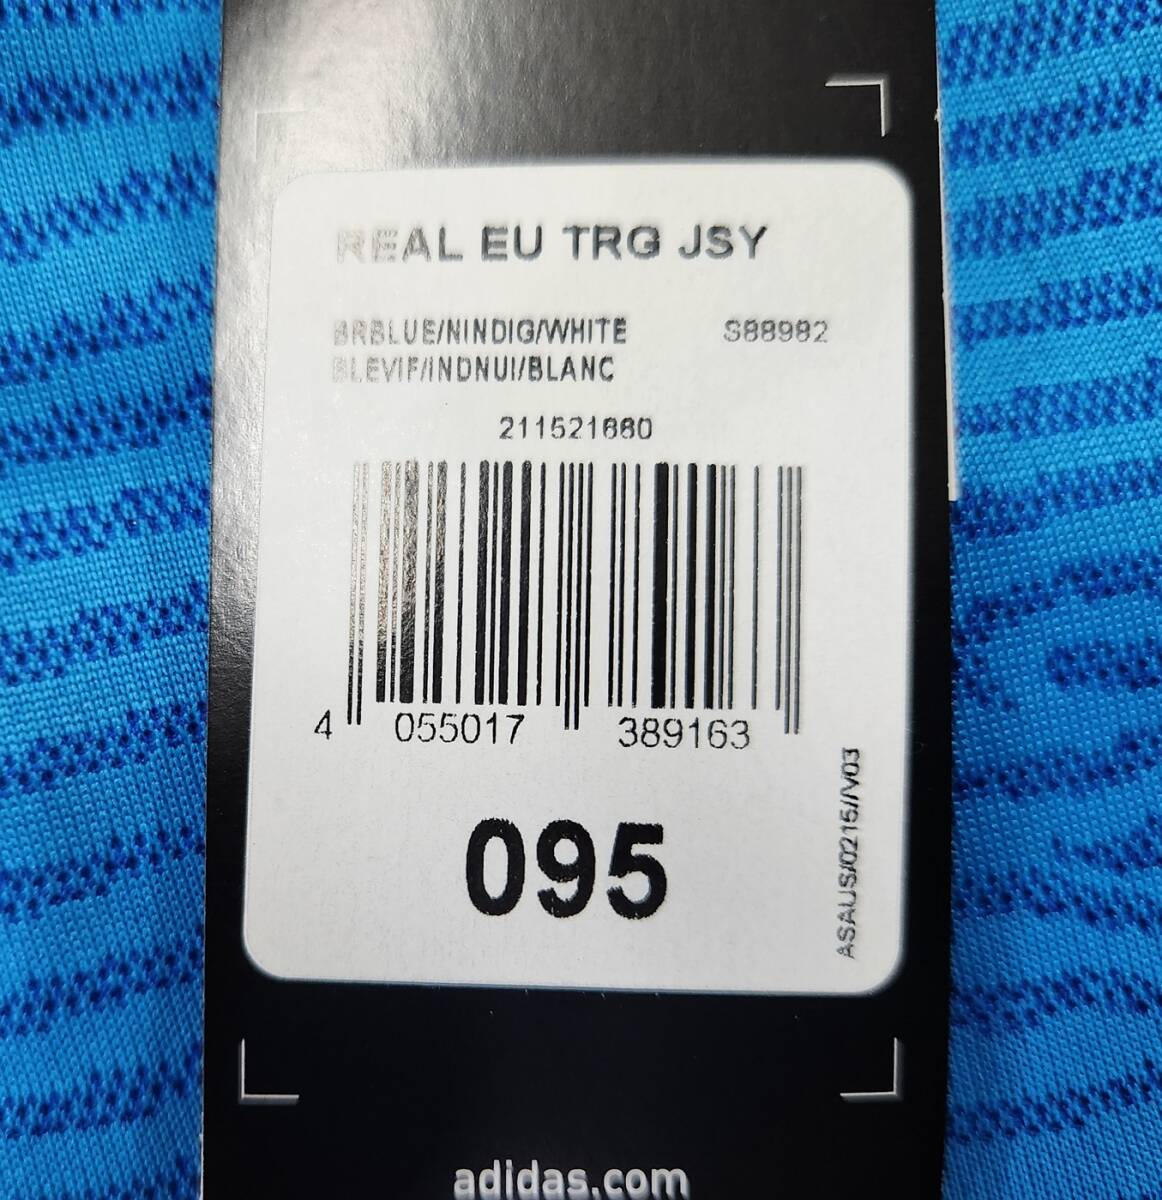 REAL EU TRG JSY
BRBLUE/NINDIG/WHITE S88982
BLEVIF/INDNUI/BLANC
211521680
4 055017 389163
095
ASAUS/0215//V03
adidas.com